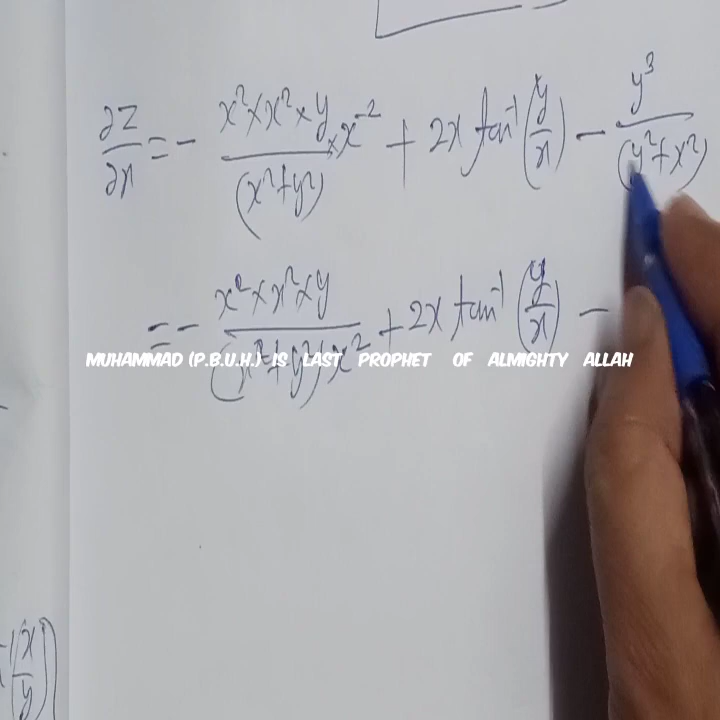 ∂z/∂x = - (x² × x² × y × x⁻²)/(x² + y²) + 2x tan⁻¹(y/x) - y³/(y² + x²)
= - (x² × x² × y)/((x² + y²) x²) + 2x tan⁻¹(y/x) -
MUHAMMAD (P.B.U.H.) IS LAST PROPHET OF ALMIGHTY ALLAH
(x/y)